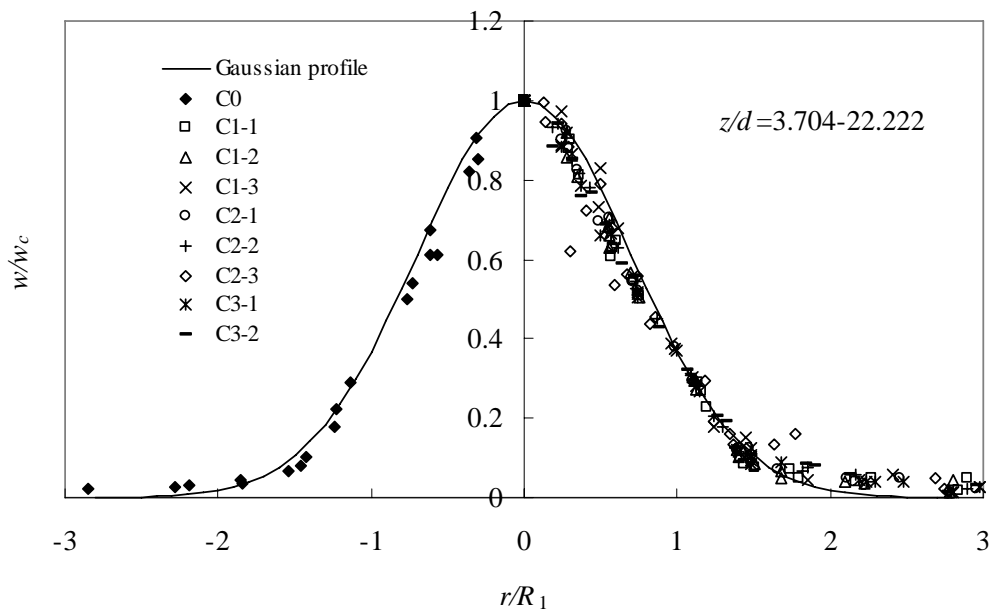 1.2
1
0.8
0.6
0.4
0.2
0
-3 -2 -1 0 1 2 3
w/w_c
r/R_1
Gaussian profile
C0
C1-1
C1-2
C1-3
C2-1
C2-2
C2-3
C3-1
C3-2
z/d =3.704-22.222